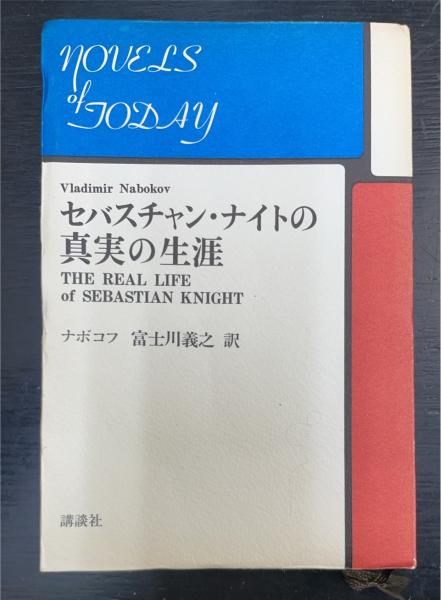 NOVELS
of
TODAY
Vladimir Nabokov
セバスチャン・ナイトの
真実の生涯
THE REAL LIFE
of SEBASTIAN KNIGHT
ナボコフ 富士川義之 訳
講談社